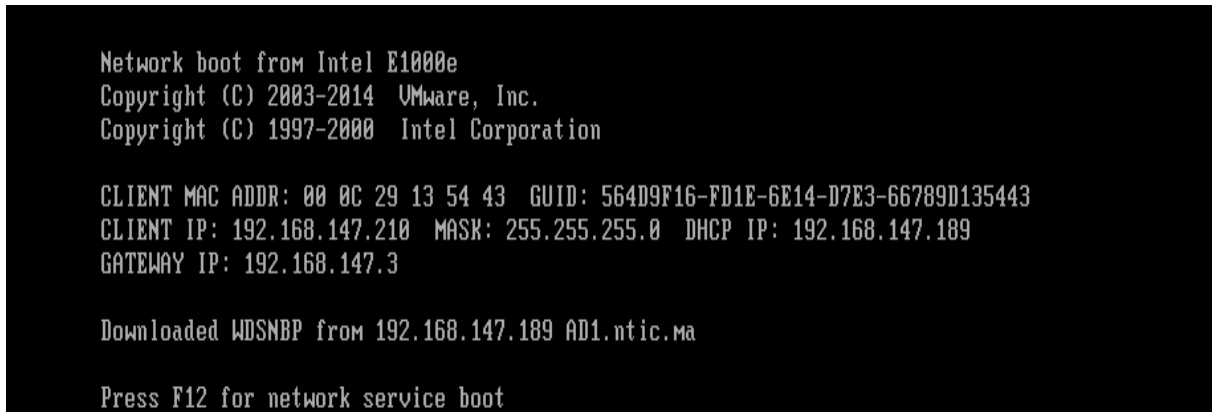 Network boot from Intel E1000e
Copyright (C) 2003-2014  VMware, Inc.
Copyright (C) 1997-2000  Intel Corporation
CLIENT MAC ADDR: 00 0C 29 13 54 43  GUID: 564D9F16-FD1E-6E14-D7E3-66789D135443
CLIENT IP: 192.168.147.210  MASK: 255.255.255.0  DHCP IP: 192.168.147.189
GATEWAY IP: 192.168.147.3
Downloaded WDSNBP from 192.168.147.189 AD1.ntic.ma
Press F12 for network service boot